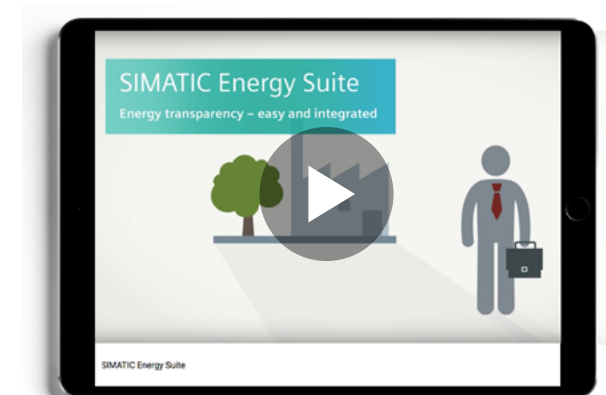 SIMATIC Energy Suite
Energy transparency – easy and integrated
SIMATIC Energy Suite